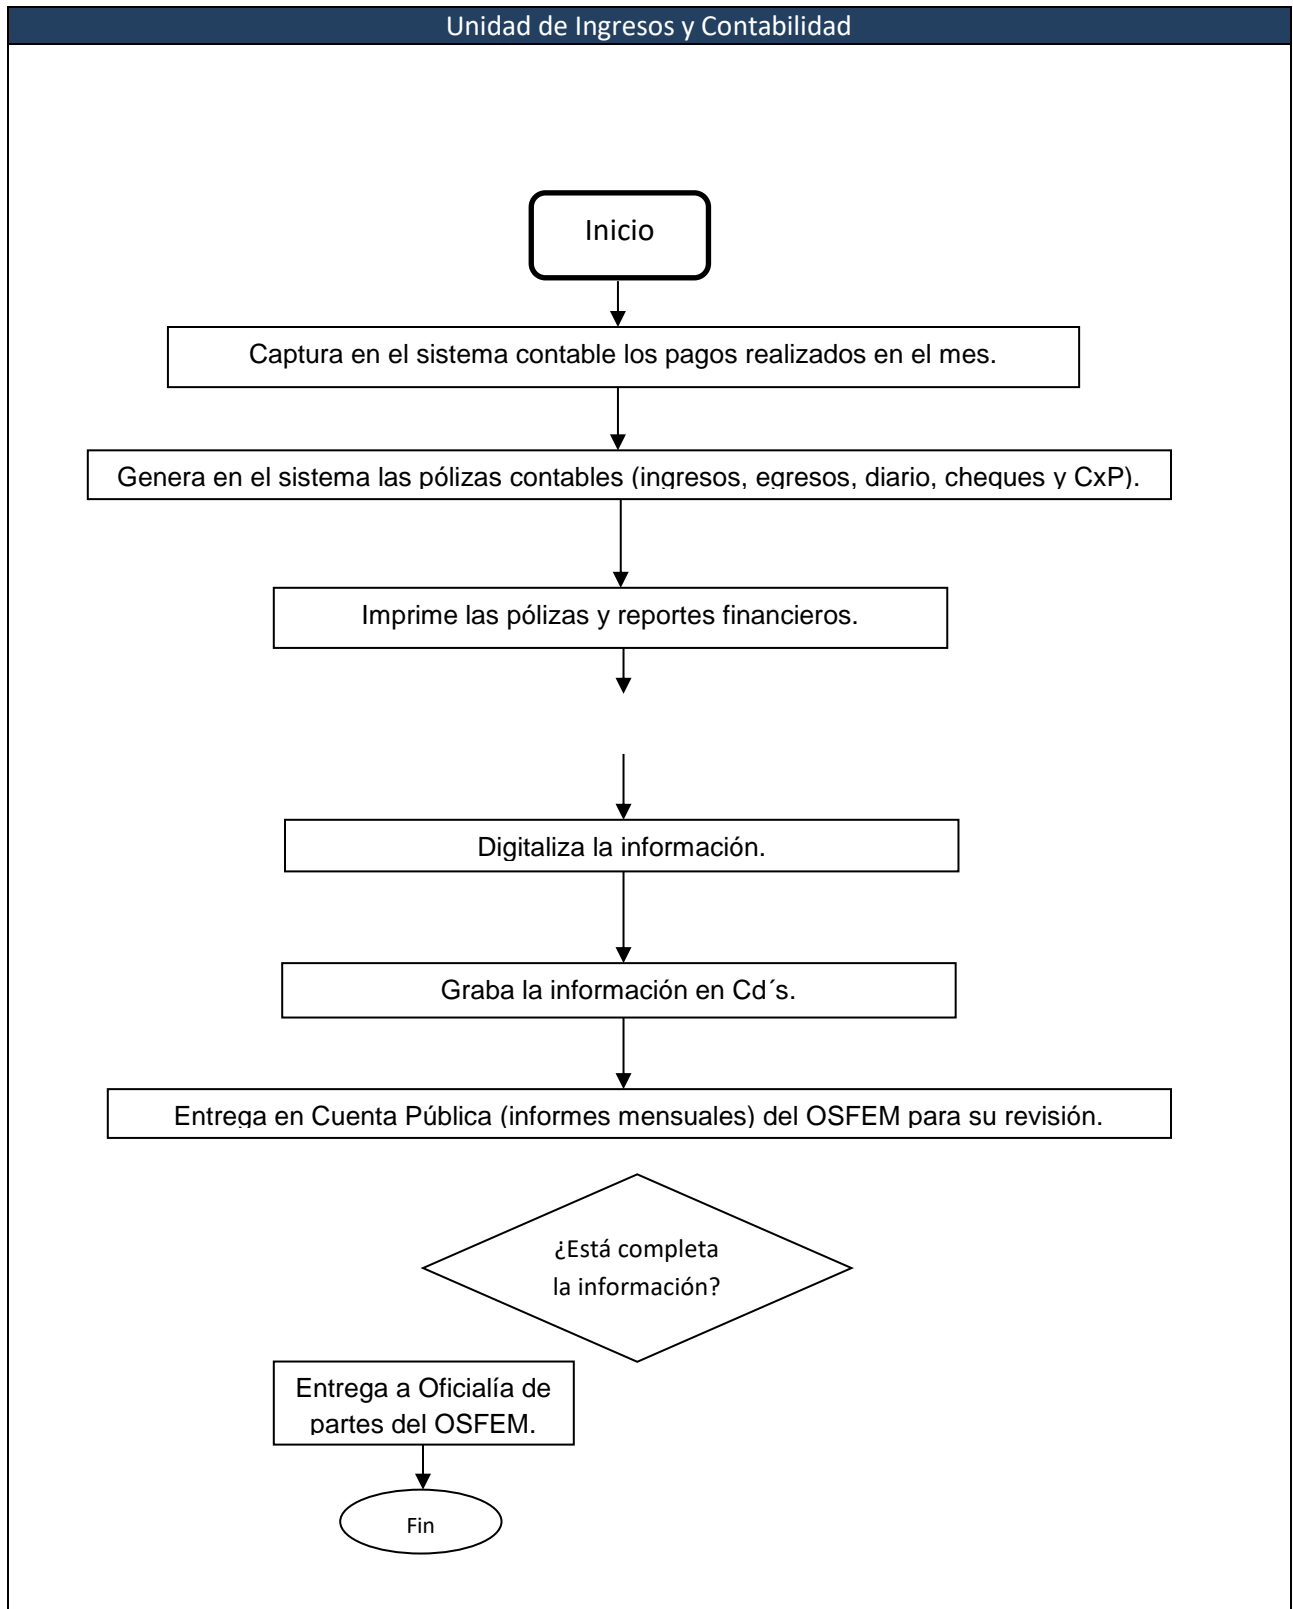 Unidad de Ingresos y Contabilidad
Inicio
Captura en el sistema contable los pagos realizados en el mes.
Genera en el sistema las pólizas contables (ingresos, egresos, diario, cheques y CxP).
Imprime las pólizas y reportes financieros.
Digitaliza la información.
Graba la información en Cd´s.
Entrega en Cuenta Pública (informes mensuales) del OSFEM para su revisión.
¿Está completa
la información?
Entrega a Oficialía de
partes del OSFEM.
Fin